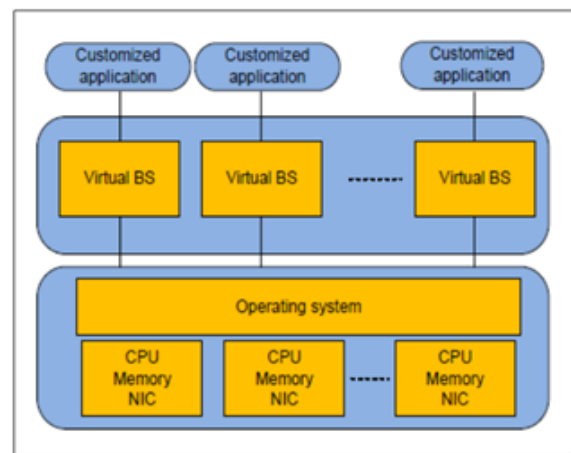 Customized
application
Customized
application
Customized
application
Virtual BS
Virtual BS
Virtual BS
Operating system
CPU
Memory
NIC
CPU
Memory
NIC
CPU
Memory
NIC